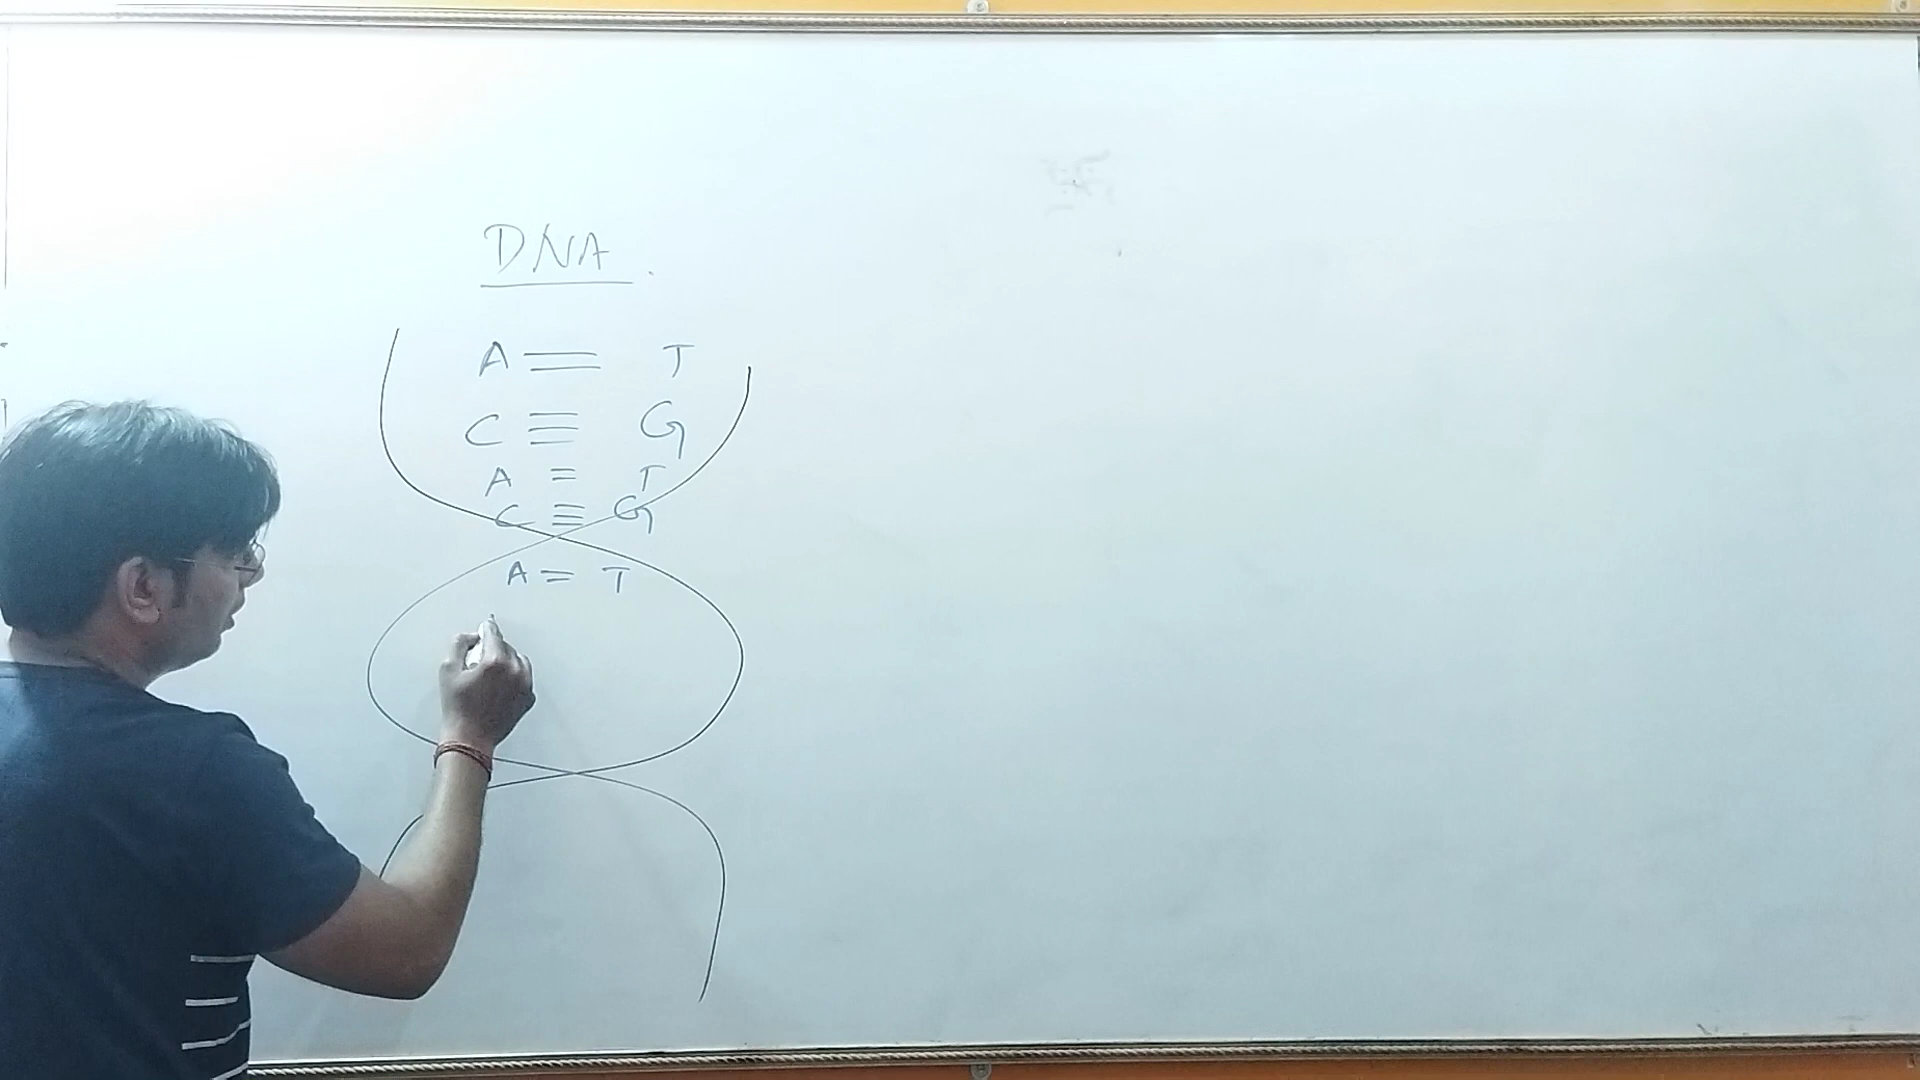 DNA.
A = T
C ≡ G
A = T
C ≡ G
A = T